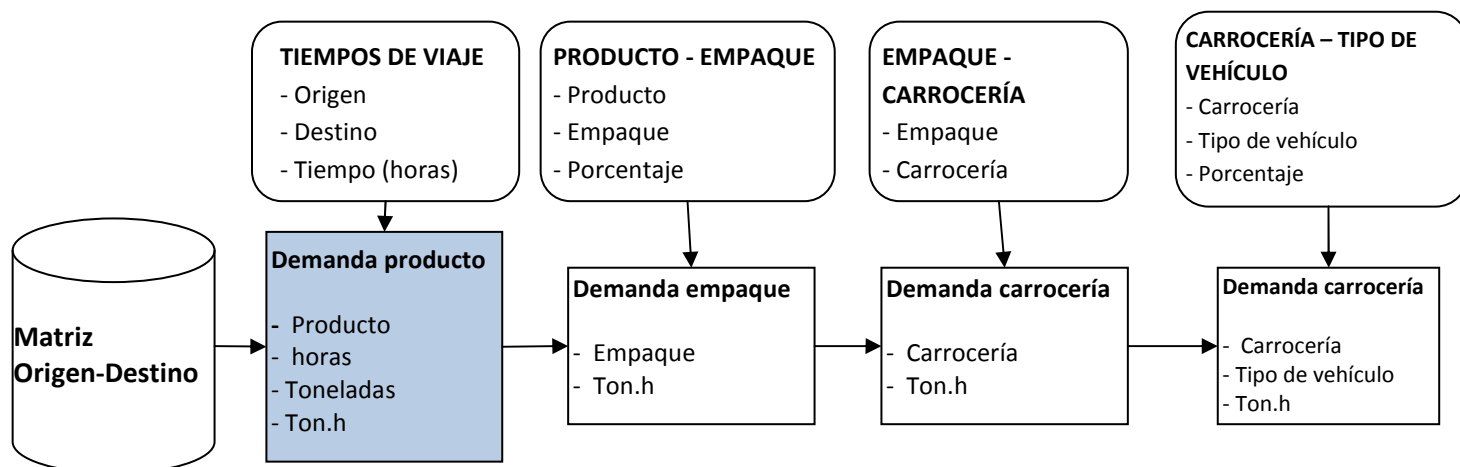 TIEMPOS DE VIAJE
- Origen
- Destino
- Tiempo (horas)
PRODUCTO - EMPAQUE
- Producto
- Empaque
- Porcentaje
EMPAQUE -
CARROCERÍA
- Empaque
- Carrocería
CARROCERÍA – TIPO DE
VEHÍCULO
- Carrocería
- Tipo de vehículo
- Porcentaje
Matriz
Origen-Destino
Demanda producto
- Producto
- horas
- Toneladas
- Ton.h
Demanda empaque
- Empaque
- Ton.h
Demanda carrocería
- Carrocería
- Ton.h
Demanda carrocería
- Carrocería
- Tipo de vehículo
- Ton.h